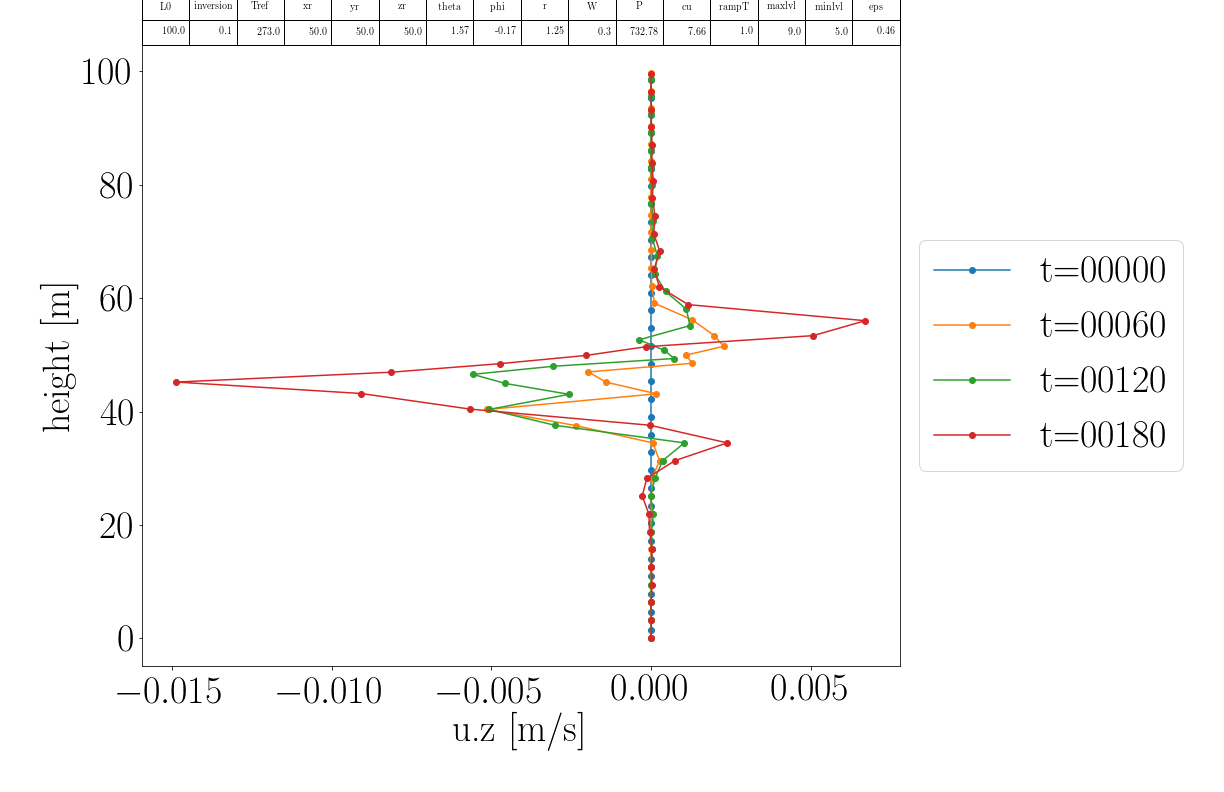 L0 inversion Tref xr yr zr theta phi r W P cu rampT maxlvl minlvl eps
100.0 0.1 273.0 50.0 50.0 50.0 1.57 -0.17 1.25 0.3 732.78 7.66 1.0 9.0 5.0 0.46
100
80
60
40
20
0
height [m]
−0.015 −0.010 −0.005 0.000 0.005
u.z [m/s]
t=00000
t=00060
t=00120
t=00180